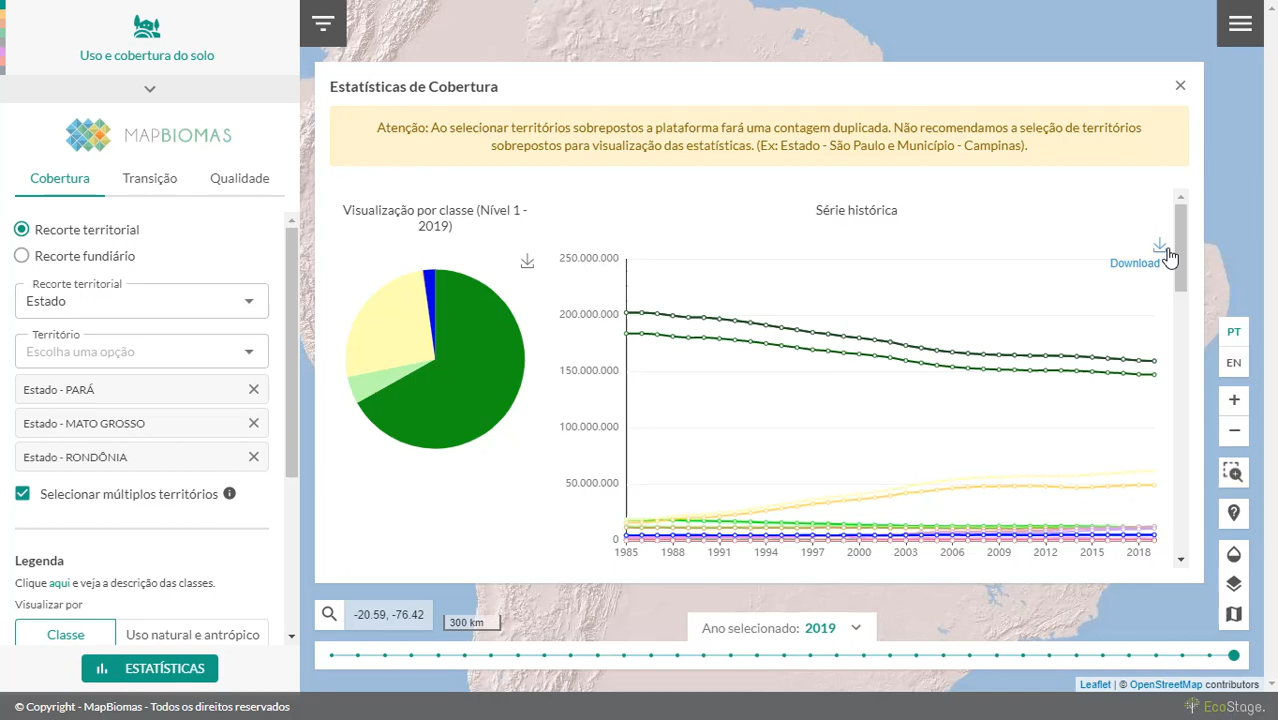 Uso e cobertura do solo
MAPBIOMAS
Cobertura
Transição
Qualidade
Recorte territorial
Recorte fundiário
Recorte territorial
Estado
Território
Escolha uma opção
Estado - PARÁ
Estado - MATO GROSSO
Estado - RONDÔNIA
Selecionar múltiplos territórios
Legenda
Clique aqui e veja a descrição das classes.
Visualizar por
Classe
Uso natural e antrópico
ESTATÍSTICAS
Estatísticas de Cobertura
Atenção: Ao selecionar territórios sobrepostos a plataforma fará uma contagem duplicada. Não recomendamos a seleção de territórios
sobrepostos para visualização das estatísticas. (Ex: Estado - São Paulo e Município - Campinas).
Visualização por classe (Nível 1 -
2019)
Série histórica
Download
250.000.000
200.000.000
150.000.000
100.000.000
50.000.000
0
1985 1988 1991 1994 1997 2000 2003 2006 2009 2012 2015 2018
PT
EN
-20.59, -76.42
300 km
Ano selecionado: 2019
Leaflet | © OpenStreetMap contributors
© Copyright - MapBiomas - Todos os direitos reservados
EcoStage.